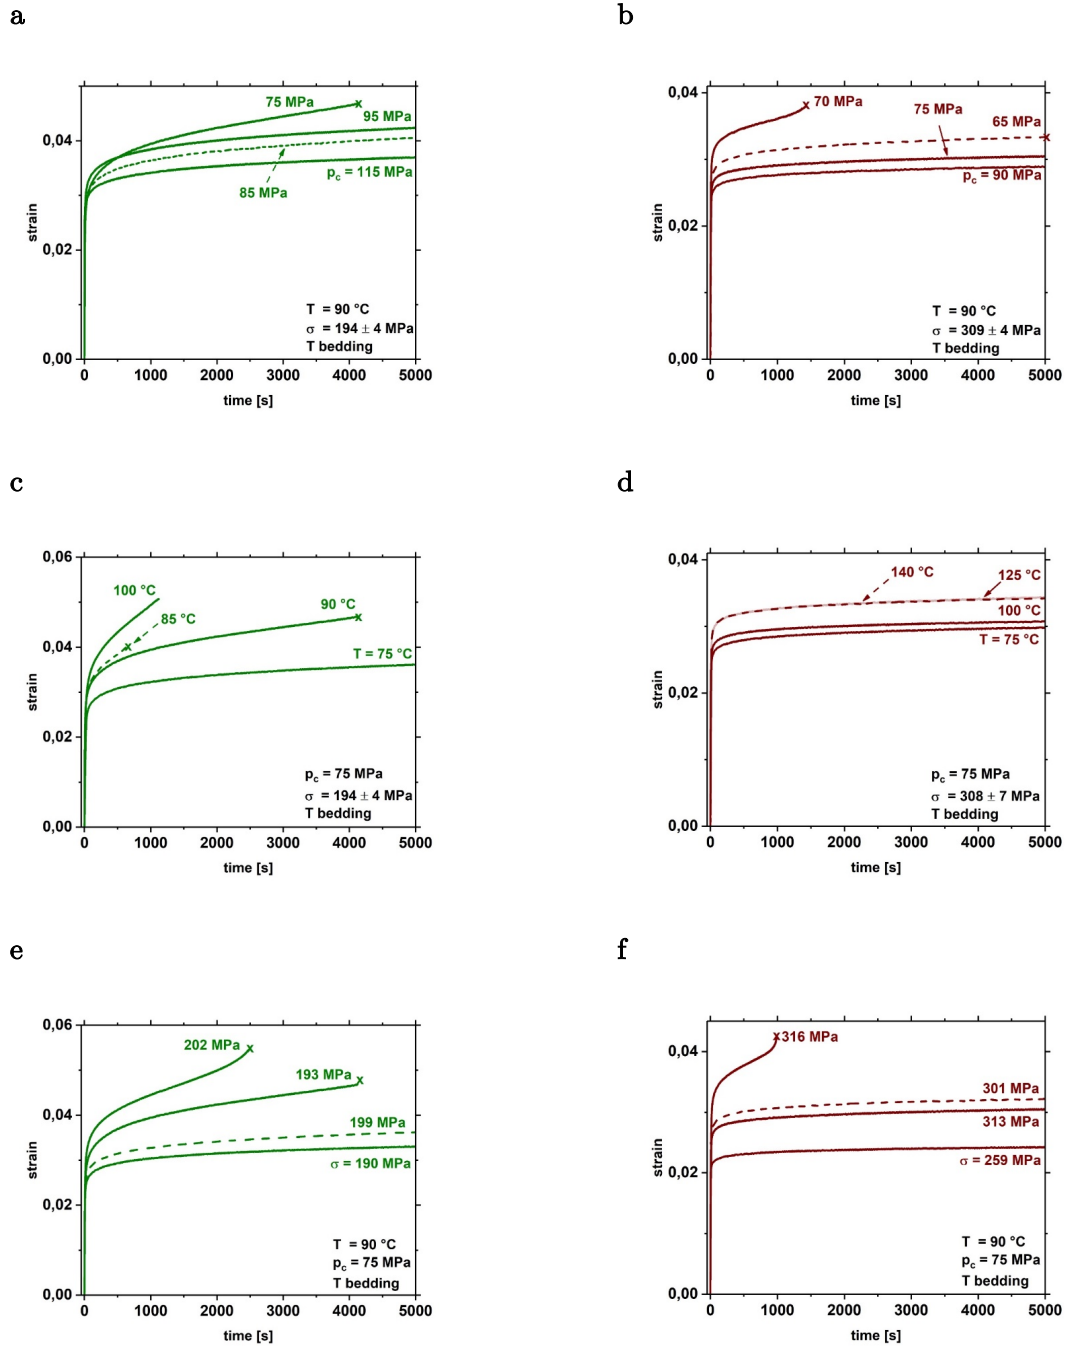 a
75 MPa
95 MPa
0,04
85 MPa
pc = 115 MPa
strain
0,02
T = 90 °C
σ = 194 ± 4 MPa
T bedding
0,00
0 1000 2000 3000 4000 5000
time [s]
b
0,04
70 MPa
75 MPa
65 MPa
pc = 90 MPa
strain
0,02
T = 90 °C
σ = 309 ± 4 MPa
T bedding
0,00
0 1000 2000 3000 4000 5000
time [s]
c
0,06
100 °C
85 °C
90 °C
0,04
T = 75 °C
strain
0,02
pc = 75 MPa
σ = 194 ± 4 MPa
T bedding
0,00
0 1000 2000 3000 4000 5000
time [s]
d
0,04
140 °C
125 °C
100 °C
T = 75 °C
strain
0,02
pc = 75 MPa
σ = 308 ± 7 MPa
T bedding
0,00
0 1000 2000 3000 4000 5000
time [s]
e
0,06
202 MPa
193 MPa
0,04
199 MPa
σ = 190 MPa
strain
0,02
T = 90 °C
pc = 75 MPa
T bedding
0,00
0 1000 2000 3000 4000 5000
time [s]
f
316 MPa
0,04
301 MPa
313 MPa
σ = 259 MPa
strain
0,02
T = 90 °C
pc = 75 MPa
T bedding
0,00
0 1000 2000 3000 4000 5000
time [s]